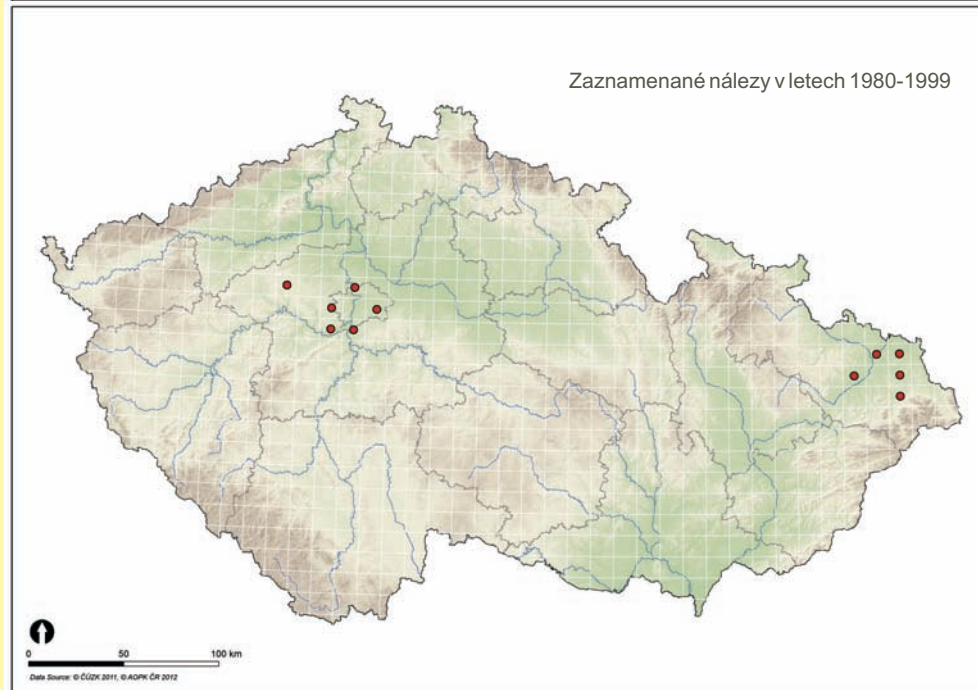 Zaznamenané nálezy v letech 1980-1999
0 50 100 km
Data Source: © ČÚZK 2011, © AOPK ČR 2012